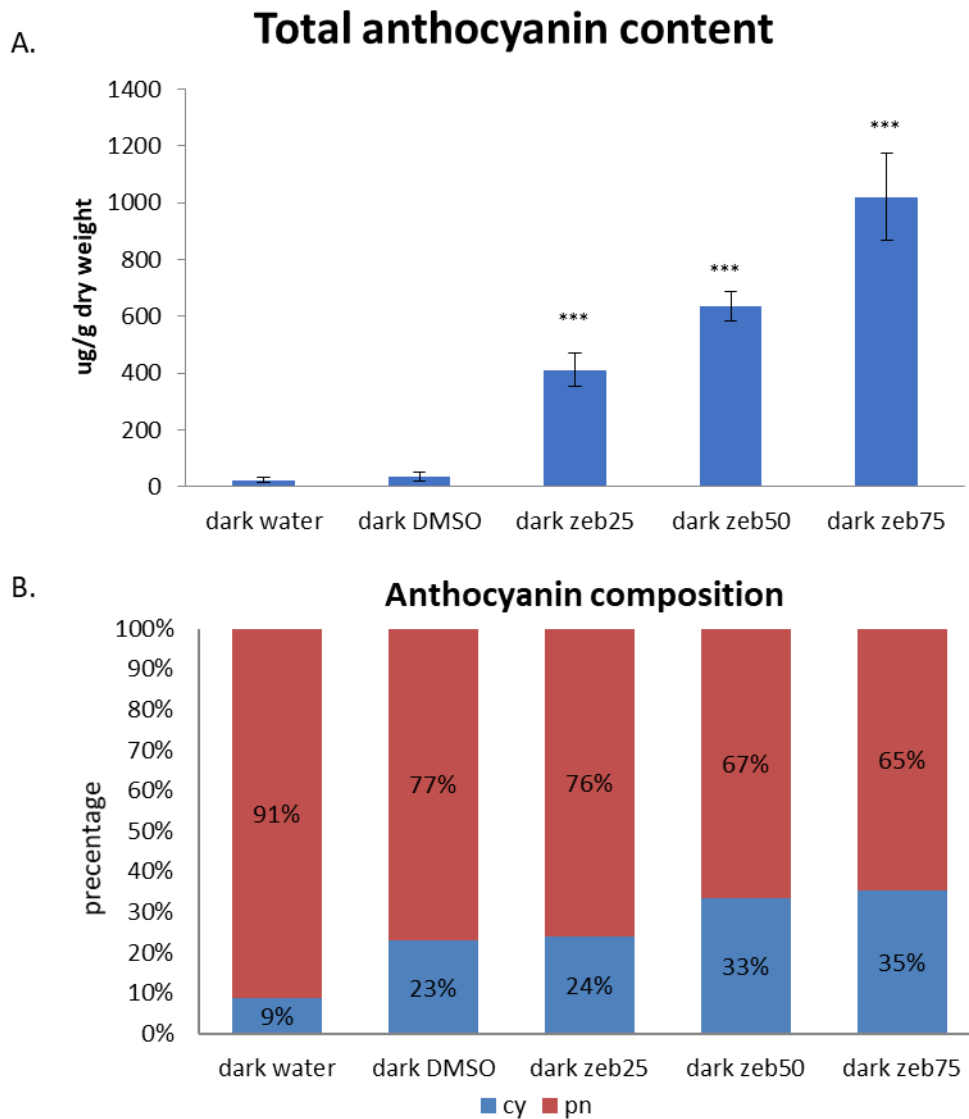 A.
Total anthocyanin content
ug/g dry weight
1400
1200
1000
800
600
400
200
0
***
***
***
***
dark water dark DMSO dark zeb25 dark zeb50 dark zeb75
B.
Anthocyanin composition
precentage
100%
90%
80%
70%
60%
50%
40%
30%
20%
10%
0%
91% 77% 76% 67% 65%
9% 23% 24% 33% 35%
dark water dark DMSO dark zeb25 dark zeb50 dark zeb75
cy pn